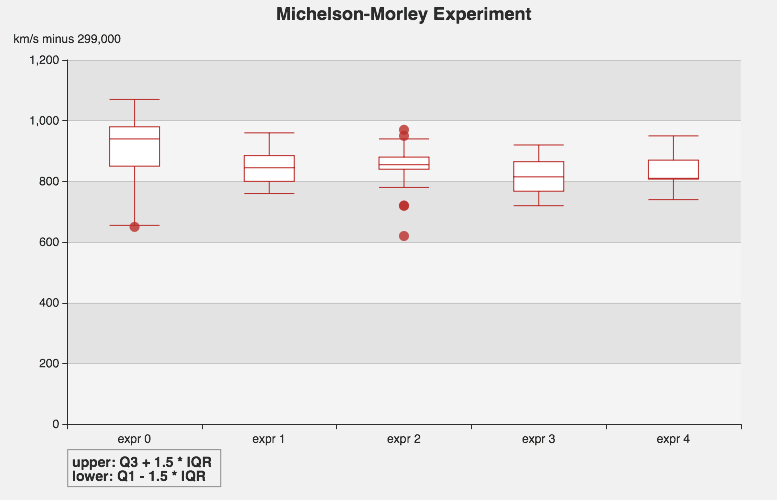 Michelson-Morley Experiment
km/s minus 299,000
1,200
1,000
800
600
400
200
0
expr 0 expr 1 expr 2 expr 3 expr 4
upper: Q3 + 1.5 * IQR
lower: Q1 - 1.5 * IQR